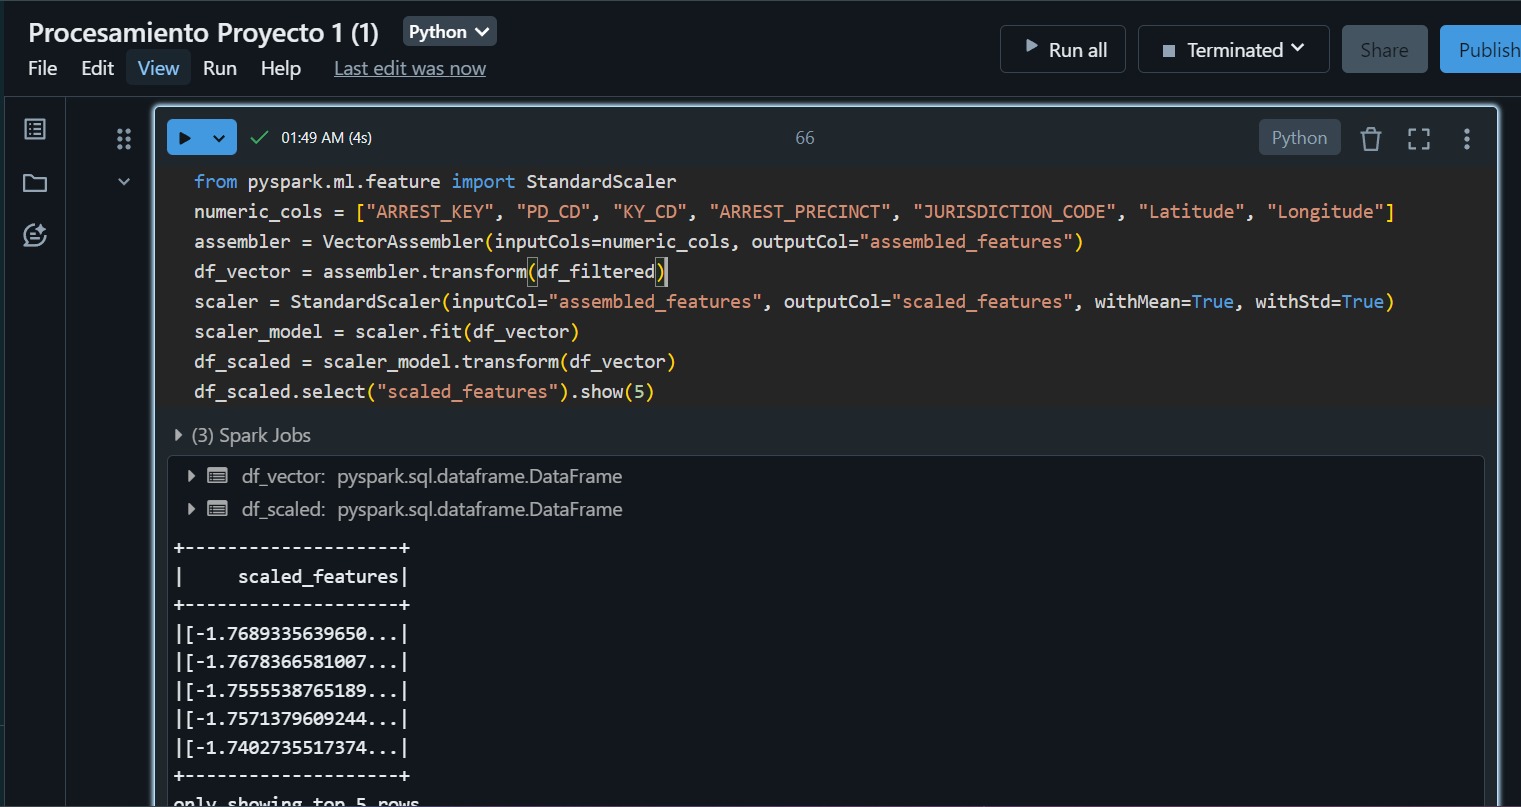 Procesamiento Proyecto 1 (1) Python
File Edit View Run Help Last edit was now
Run all Terminated Share Publish
01:49 AM (4s) 66 Python
from pyspark.ml.feature import StandardScaler
numeric_cols = ["ARREST_KEY", "PD_CD", "KY_CD", "ARREST_PRECINCT", "JURISDICTION_CODE", "Latitude", "Longitude"]
assembler = VectorAssembler(inputCols=numeric_cols, outputCol="assembled_features")
df_vector = assembler.transform(df_filtered)
scaler = StandardScaler(inputCol="assembled_features", outputCol="scaled_features", withMean=True, withStd=True)
scaler_model = scaler.fit(df_vector)
df_scaled = scaler_model.transform(df_vector)
df_scaled.select("scaled_features").show(5)
(3) Spark Jobs
df_vector: pyspark.sql.dataframe.DataFrame
df_scaled: pyspark.sql.dataframe.DataFrame
+--------------------+
|     scaled_features|
+--------------------+
|[-1.7689335639650...|
|[-1.7678366581007...|
|[-1.7555538765189...|
|[-1.7571379609244...|
|[-1.7402735517374...|
+--------------------+
only showing top 5 rows